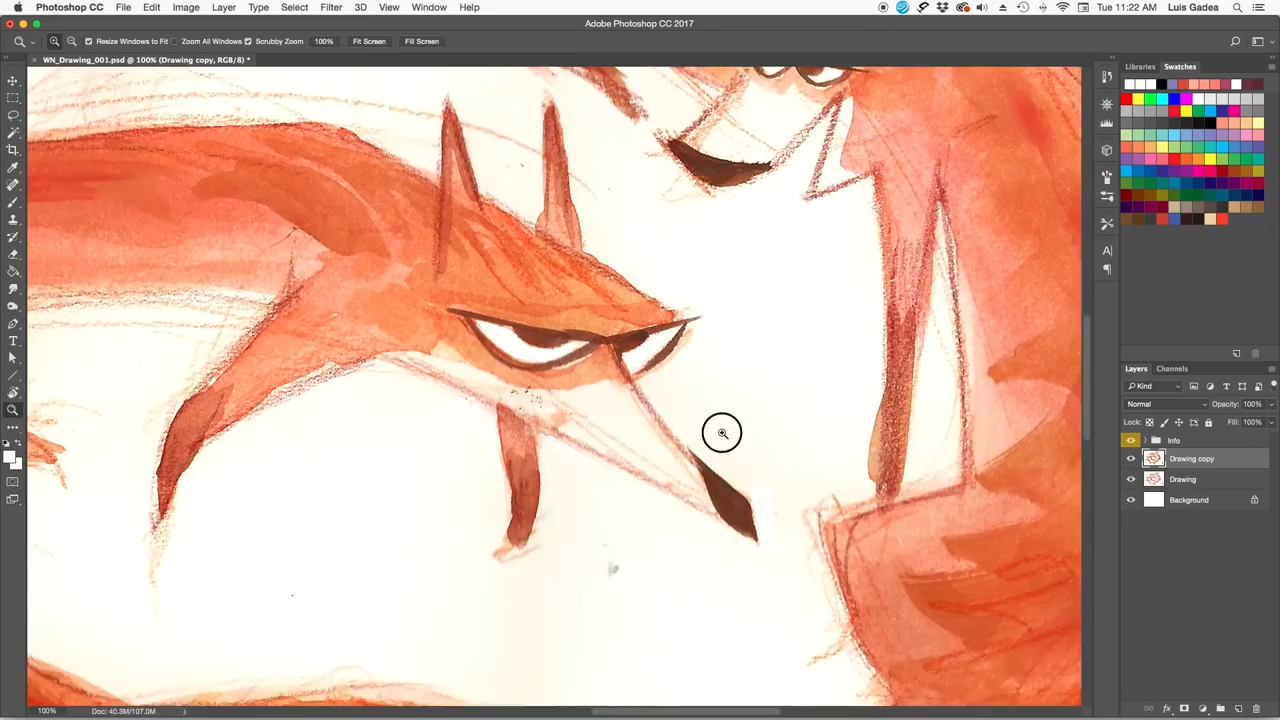 Photoshop CC File Edit Image Layer Type Select Filter 3D View Window Help Tue 11:22 AM Luis Gadea
Adobe Photoshop CC 2017
Resize Windows to Fit Zoom All Windows Scrubby Zoom 100% Fit Screen Fill Screen
WN_Drawing_001.psd @ 100% (Drawing copy, RGB/8) *
Libraries Swatches
Layers Channels
Kind
Normal Opacity: 100%
Lock: Fill: 100%
Info
Drawing copy
Drawing
Background
100% Doc: 40.3M/107.0M